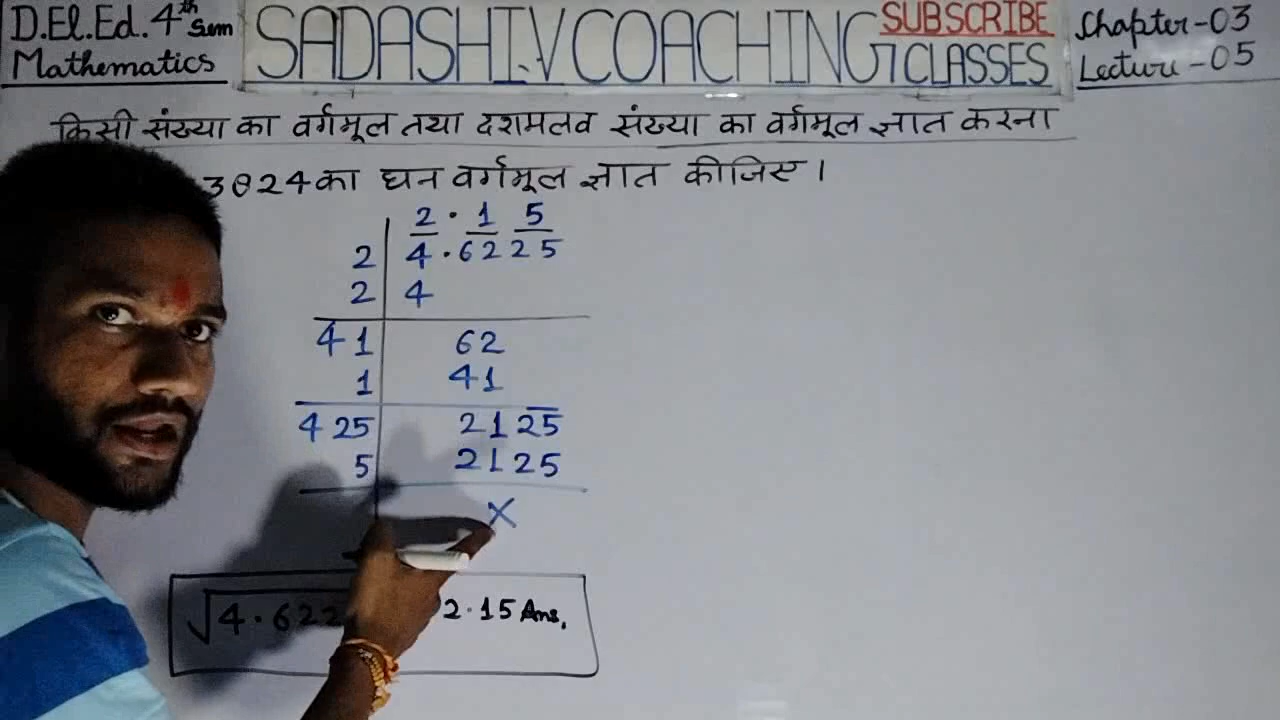 D.El.Ed. 4th Sem
Mathematics
SADASHIV COACHING CLASSES
SUBSCRIBE
Chapter-03
Lecture-05
किसी संख्या का वर्गमूल तथा दशमलव संख्या का वर्गमूल ज्ञात करना
3024 का घन वर्गमूल ज्ञात कीजिए।
2 . 1 5
2 4 . 62 25
2 4
41 62
1 41
425 2125
5 2125
X
√4.622 2.15 Ans.